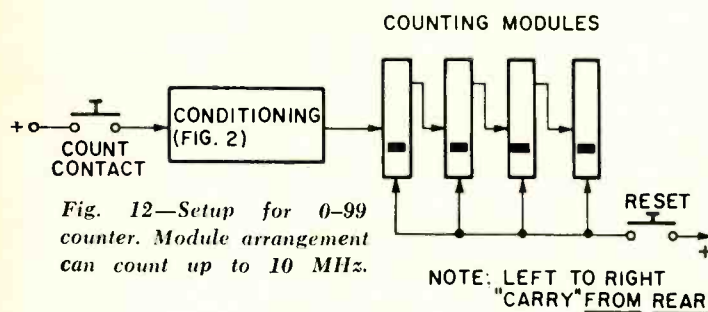 COUNTING MODULES
+
COUNT
CONTACT
CONDITIONING
(FIG. 2)
RESET
+
Fig. 12—Setup for 0–99
counter. Module arrangement
can count up to 10 MHz.
NOTE: LEFT TO RIGHT
"CARRY" FROM REAR